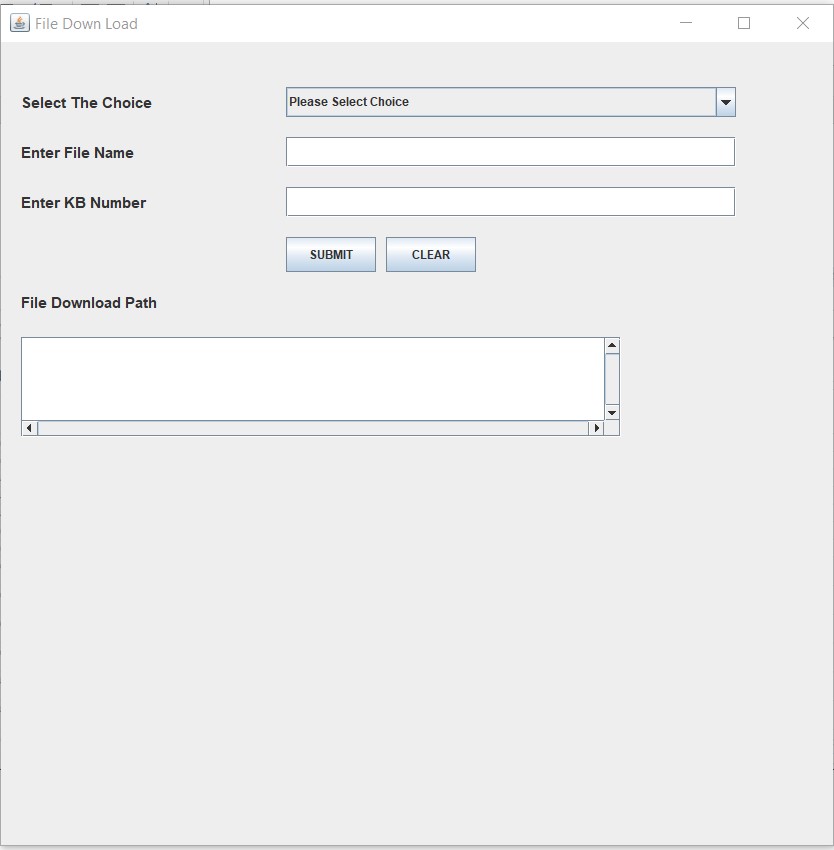 File Down Load
Select The Choice
Please Select Choice
Enter File Name
Enter KB Number
SUBMIT
CLEAR
File Download Path